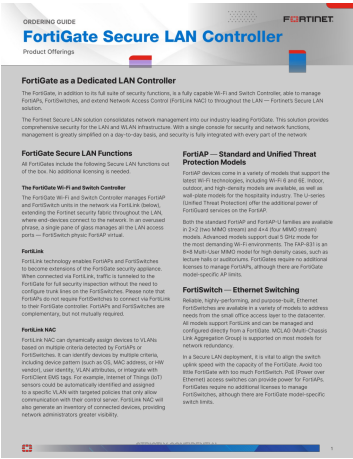 ORDERING GUIDE
FORTINET
FortiGate Secure LAN Controller
Product Offerings
FortiGate as a Dedicated LAN Controller
The FortiGate, in addition to its full suite of security functions, is a fully capable Wi-Fi and Switch Controller, able to manage
FortiAPs, FortiSwitches, and extend Network Access Control (FortiLink NAC) to throughout the LAN — Fortinet's Secure LAN
solution.
The Fortinet Secure LAN solution consolidates network management into our industry leading FortiGate. This solution provides
comprehensive security for the LAN and WLAN infrastructure. With a single console for security and network functions,
management is greatly simplified on a day-to-day basis, and security is fully integrated with every part of the network
FortiGate Secure LAN Functions
All FortiGates include the following Secure LAN functions out
of the box. No additional licensing is needed.
The FortiGate Wi-Fi and Switch Controller
The FortiGate Wi-Fi and Switch Controller manages FortiAP
and FortiSwitch units in the network via FortiLink (below),
extending the Fortinet security fabric throughout the LAN,
where end-devices connect to the network. In an overused
phrase, a single pane of glass manages all the LAN access
ports — FortiSwitch physic FortiAP virtual.
FortiLink
FortiLink technology enables FortiAPs and FortiSwitches
to become extensions of the FortiGate security appliance.
When connected via FortiLink, traffic is tunneled to the
FortiGate for full security inspection without the need to
configure trunk lines on the FortiSwitches. Please note that
FortiAPs do not require FortiSwitches to connect via FortiLink
to their FortiGate controller. FortiAPs and FortiSwitches are
complementary, but not mutually required.
FortiLink NAC
FortiLink NAC can dynamically assign devices to VLANs
based on multiple criteria detected by FortiAPs or
FortiSwitches. It can identify devices by multiple criteria,
including device pattern (such as OS, MAC address, or HW
vendor), user identity, VLAN attributes, or integrate with
FortiClient EMS tags. For example, Internet of Things (IoT)
sensors could be automatically identified and assigned
to a specific VLAN with targeted policies that only allow
communication with their control server. FortiLink NAC will
also generate an inventory of connected devices, providing
network administrators greater visibility.
FortiAP — Standard and Unified Threat
Protection Models
FortiAP devices come in a variety of models that support the
latest Wi-Fi technologies, including Wi-Fi 6 and 6E. Indoor,
outdoor, and high-density models are available, as well as
wall-plate models for the hospitality industry. The U-series
(Unified Threat Protection) offer the additional power of
FortiGuard services on the FortiAP.
Both the standard FortiAP and FortiAP-U families are available
in 2×2 (two MIMO stream) and 4×4 (four MIMO stream)
models. Advanced models support dual 5 GHz mode for
the most demanding Wi-Fi environments. The FAP-831 is an
8×8 Multi-User MIMO model for high density cases, such as
lecture halls or auditoriums. FortiGates require no additional
licenses to manage FortiAPs, although there are FortiGate
model-specific AP limits.
FortiSwitch — Ethernet Switching
Reliable, high-performing, and purpose-built, Ethernet
FortiSwitches are available in a variety of models to address
needs from the small office apex layer to the datacenter.
All models support FortiLink and can be managed and
configured directly from a FortiGate. MCLAG (Multi-Chassis
Link Aggregation Group) is supported on most models for
network redundancy.
In a Secure LAN deployment, it is vital to align the switch
uplink speed with the capacity of the FortiGate. Avoid too
little FortiGate with too much FortiSwitch. PoE (Power over
Ethernet) access switches can provide power for FortiAPs.
FortiGates require no additional licenses to manage
FortiSwitches, although there are FortiGate model-specific
switch limits.
1